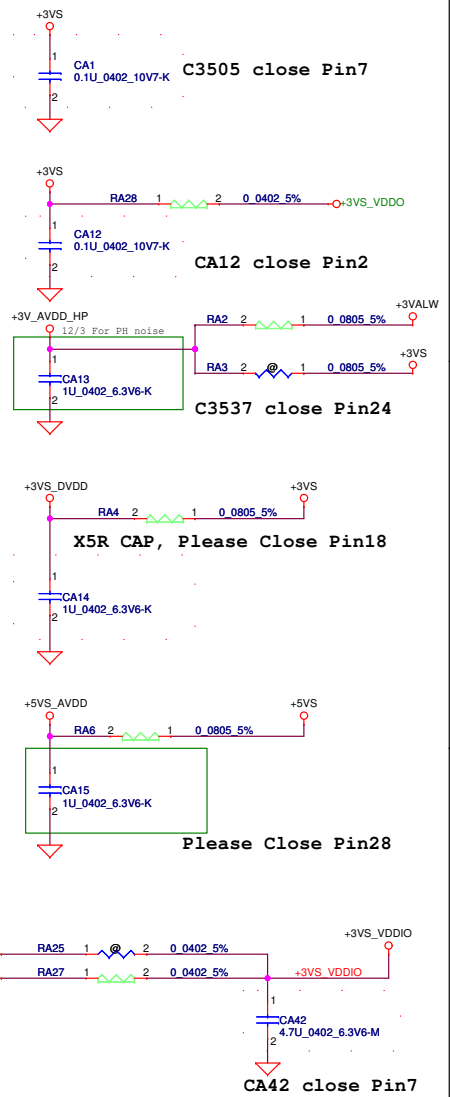 +3VS
1
CA1
0.1U_0402_10V7-K
C3505 close Pin7
2
+3VS
RA28 1 2 0_0402_5% +3VS_VDDO
1
CA12
0.1U_0402_10V7-K
2
CA12 close Pin2
+3V_AVDD_HP
12/3 For PH noise
RA2 2 1 0_0805_5% +3VALW
RA3 2 @ 1 0_0805_5% +3VS
1
CA13
1U_0402_6.3V6-K
2
C3537 close Pin24
+3VS_DVDD
+3VS
RA4 2 1 0_0805_5%
X5R CAP, Please Close Pin18
1
CA14
1U_0402_6.3V6-K
2
+5VS_AVDD
+5VS
RA6 2 1 0_0805_5%
1
CA15
1U_0402_6.3V6-K
2
Please Close Pin28
+3VS_VDDIO
RA25 1 @ 2 0_0402_5%
RA27 1 2 0_0402_5% +3VS_VDDIO
1
CA42
4.7U_0402_6.3V6-M
2
CA42 close Pin7